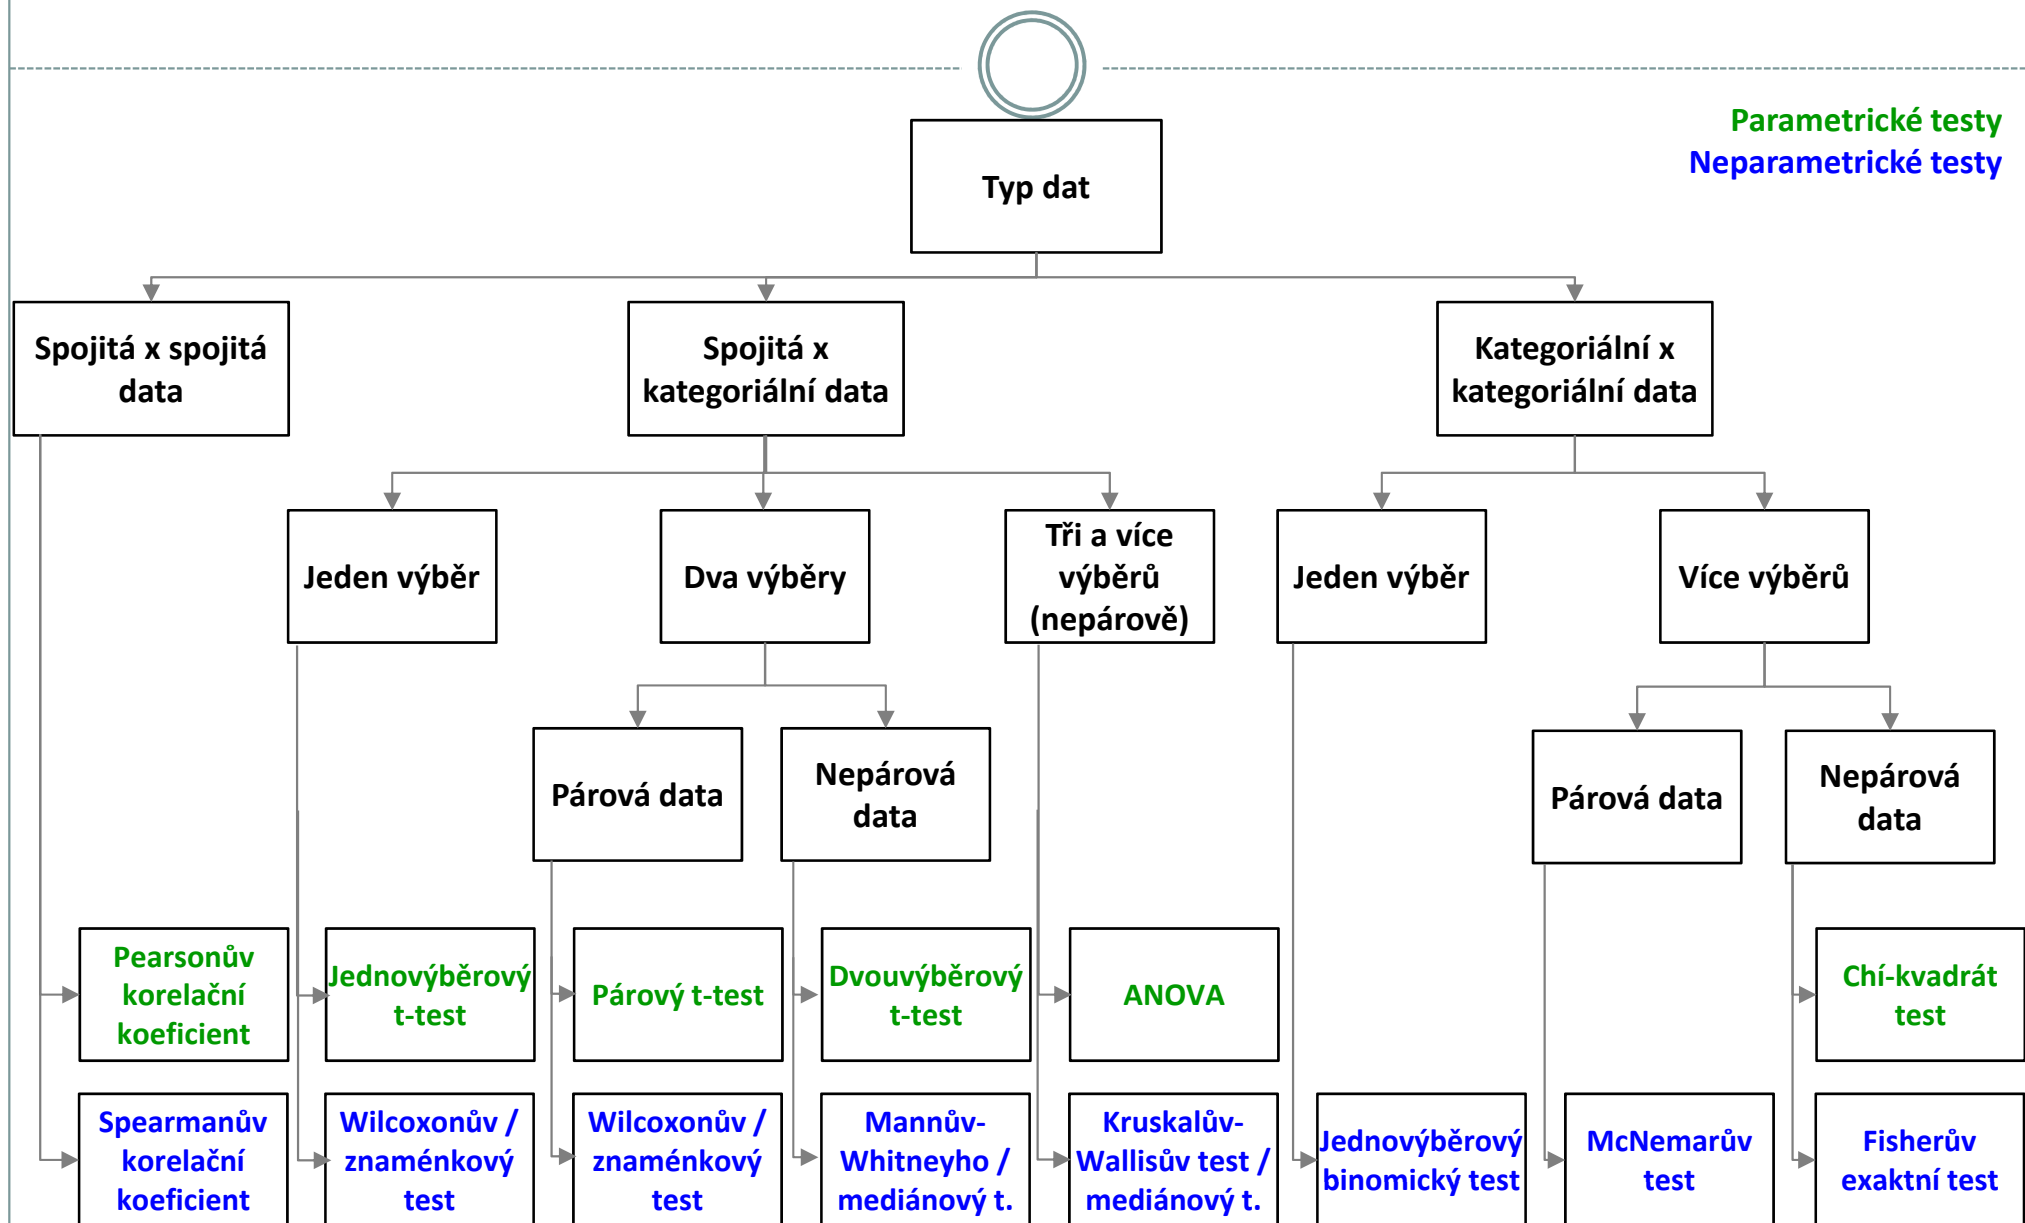 Parametrické testy
Neparametrické testy
Typ dat
Spojitá x spojitá
data
Spojitá x
kategoriální data
Kategoriální x
kategoriální data
Jeden výběr
Dva výběry
Tři a více
výběrů
(nepárově)
Jeden výběr
Více výběrů
Párová data
Nepárová
data
Párová data
Nepárová
data
Pearsonův
korelační
koeficient
Jednovýběrový
t-test
Párový t-test
Dvouvýběrový
t-test
ANOVA
Chí-kvadrát
test
Spearmanův
korelační
koeficient
Wilcoxonův /
znaménkový
test
Wilcoxonův /
znaménkový
test
Mannův-
Whitneyho /
mediánový t.
Kruskalův-
Wallisův test /
mediánový t.
Jednovýběrový
binomický test
McNemarův
test
Fisherův
exaktní test